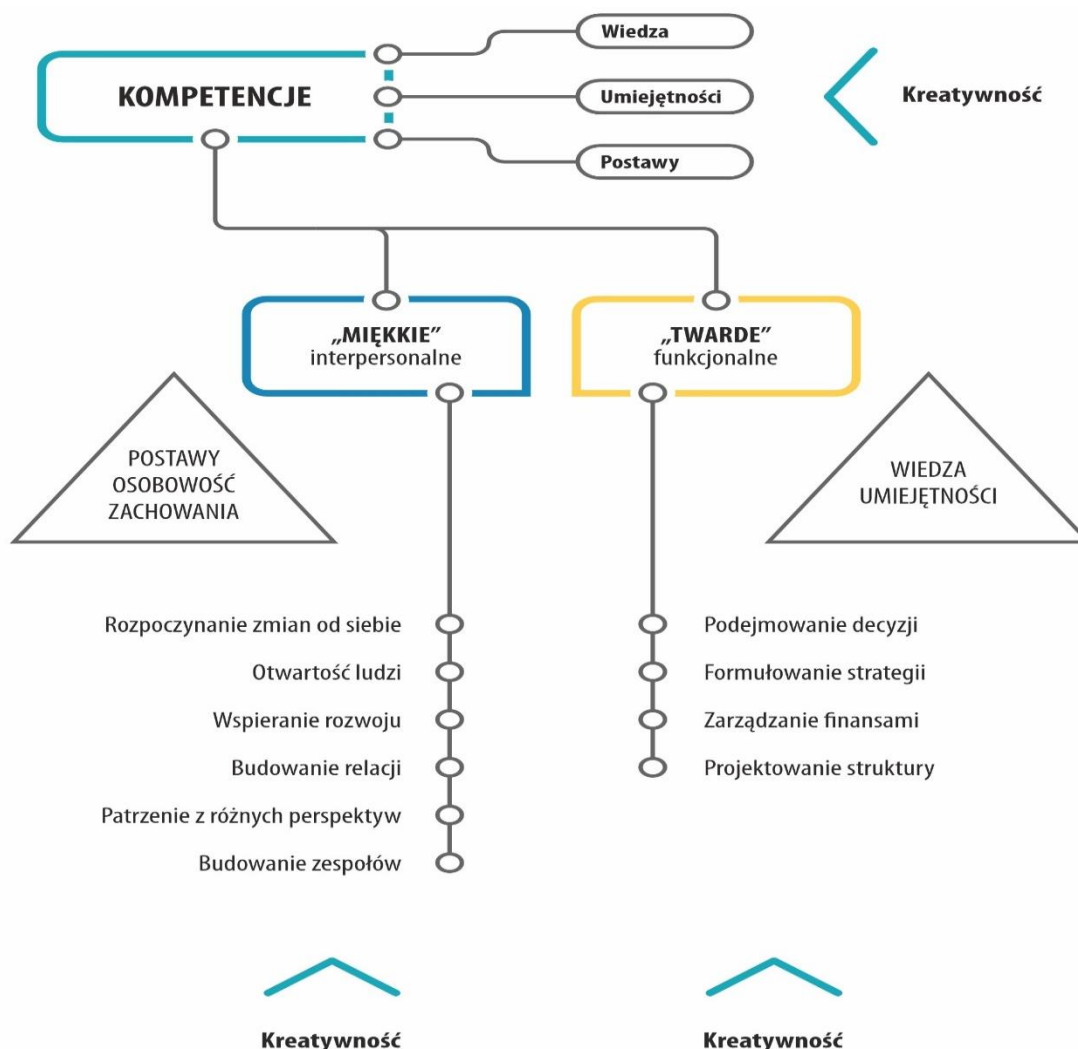 KOMPETENCJE
Wiedza
Umiejętności
Postawy
Kreatywność
„MIĘKKIE”
interpersonalne
„TWARDE”
funkcjonalne
POSTAWY
OSOBOWOŚĆ
ZACHOWANIA
WIEDZA
UMIEJĘTNOŚCI
Rozpoczynanie zmian od siebie
Otwartość ludzi
Wspieranie rozwoju
Budowanie relacji
Patrzenie z różnych perspektyw
Budowanie zespołów
Podejmowanie decyzji
Formułowanie strategii
Zarządzanie finansami
Projektowanie struktury
Kreatywność
Kreatywność